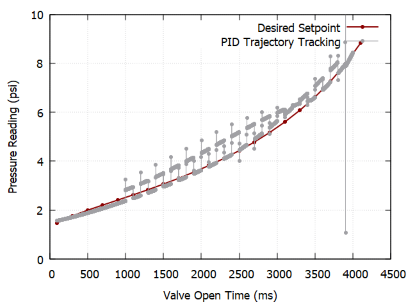 Desired Setpoint
PID Trajectory Tracking
Pressure Reading (psi)
10
8
6
4
2
0
0 500 1000 1500 2000 2500 3000 3500 4000 4500
Valve Open Time (ms)